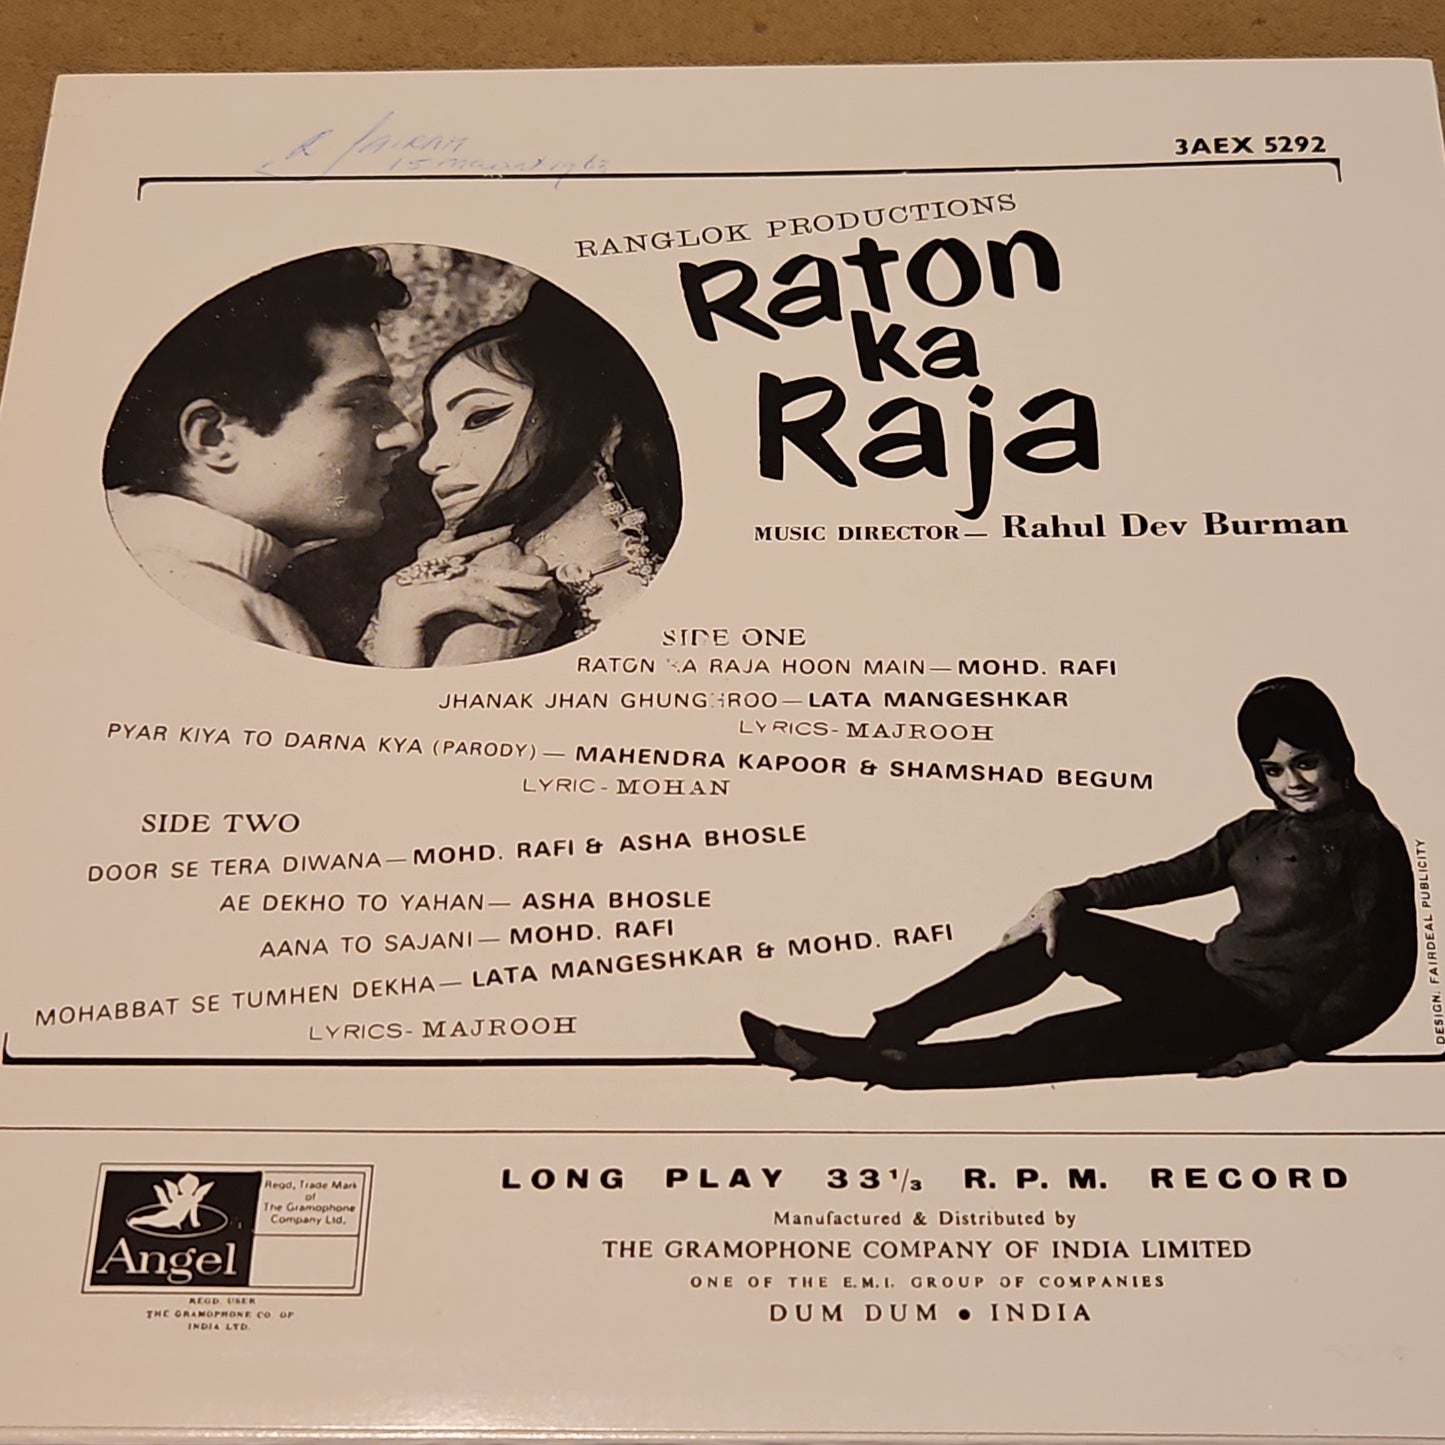 3AEX 5292
RANGLOK PRODUCTIONS
Raton
ka
Raja
MUSIC DIRECTOR— Rahul Dev Burman
SIDE ONE
RATON KA RAJA HOON MAIN—MOHD. RAFI
JHANAK JHAN GHUNGHROO—LATA MANGESHKAR
LYRICS- MAJROOH
PYAR KIYA TO DARNA KYA (PARODY)— MAHENDRA KAPOOR & SHAMSHAD BEGUM
LYRIC- MOHAN
SIDE TWO
DOOR SE TERA DIWANA—MOHD. RAFI & ASHA BHOSLE
AE DEKHO TO YAHAN— ASHA BHOSLE
AANA TO SAJANI— MOHD. RAFI
MOHABBAT SE TUMHEN DEKHA— LATA MANGESHKAR & MOHD. RAFI
LYRICS- MAJROOH
DESIGN: FAIRDEAL PUBLICITY
Angel
Regd. Trade Mark
of
The Gramophone
Company Ltd.
REGD. USER
THE GRAMOPHONE CO. OF
INDIA LTD.
LONG PLAY 33⅓ R. P. M. RECORD
Manufactured & Distributed by
THE GRAMOPHONE COMPANY OF INDIA LIMITED
ONE OF THE E.M.I. GROUP OF COMPANIES
DUM DUM ● INDIA